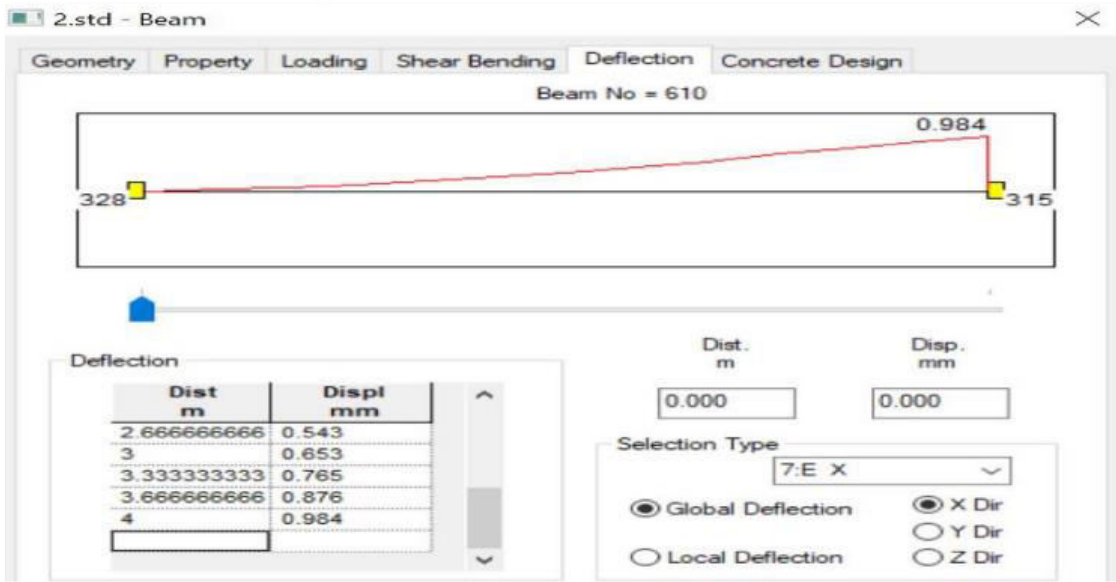 2.std - Beam
Geometry Property Loading Shear Bending Deflection Concrete Design
Beam No = 610
0.984
328
315
Deflection
Dist m Displ mm
2.666666666 0.543
3 0.653
3.333333333 0.765
3.666666666 0.876
4 0.984
Dist. m
Disp. mm
0.000
0.000
Selection Type
7:E X
Global Deflection
Local Deflection
X Dir
Y Dir
Z Dir